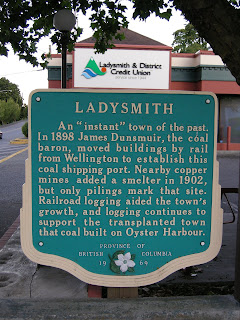 Ladysmith & District
Credit Union
LADYSMITH
An "instant" town of the past.
In 1898 James Dunsmuir, the coal
baron, moved buildings by rail
from Wellington to establish this
coal shipping port. Nearby copper
mines added a smelter in 1902,
but only pilings mark that site.
Railroad logging aided the town's
growth, and logging continues to
support the transplanted town
that coal built on Oyster Harbour.
PROVINCE OF
BRITISH COLUMBIA
19 64